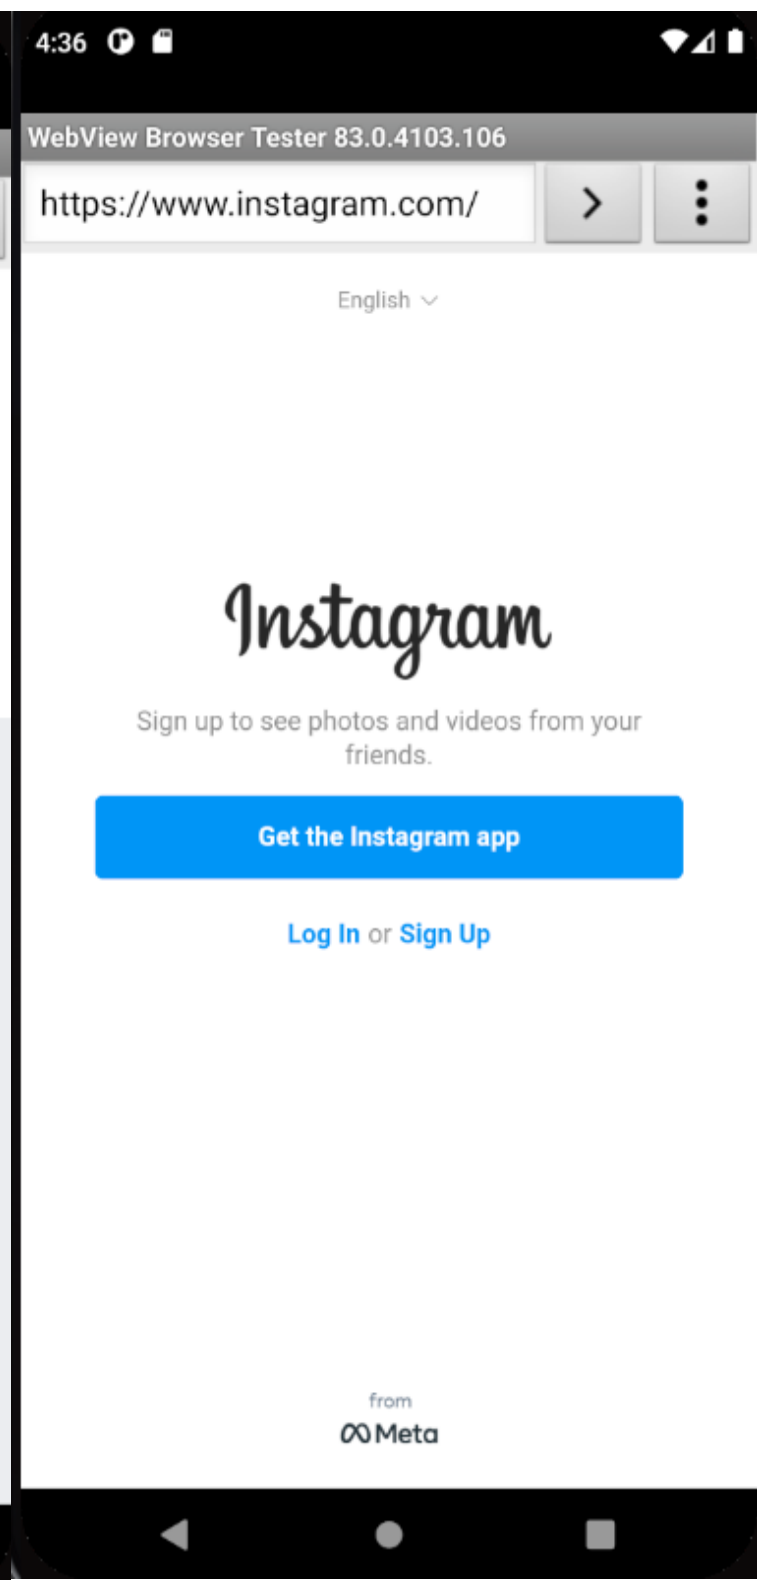 4:36
WebView Browser Tester 83.0.4103.106
https://www.instagram.com/
English
Instagram
Sign up to see photos and videos from your
friends.
Get the Instagram app
Log In or Sign Up
from
Meta